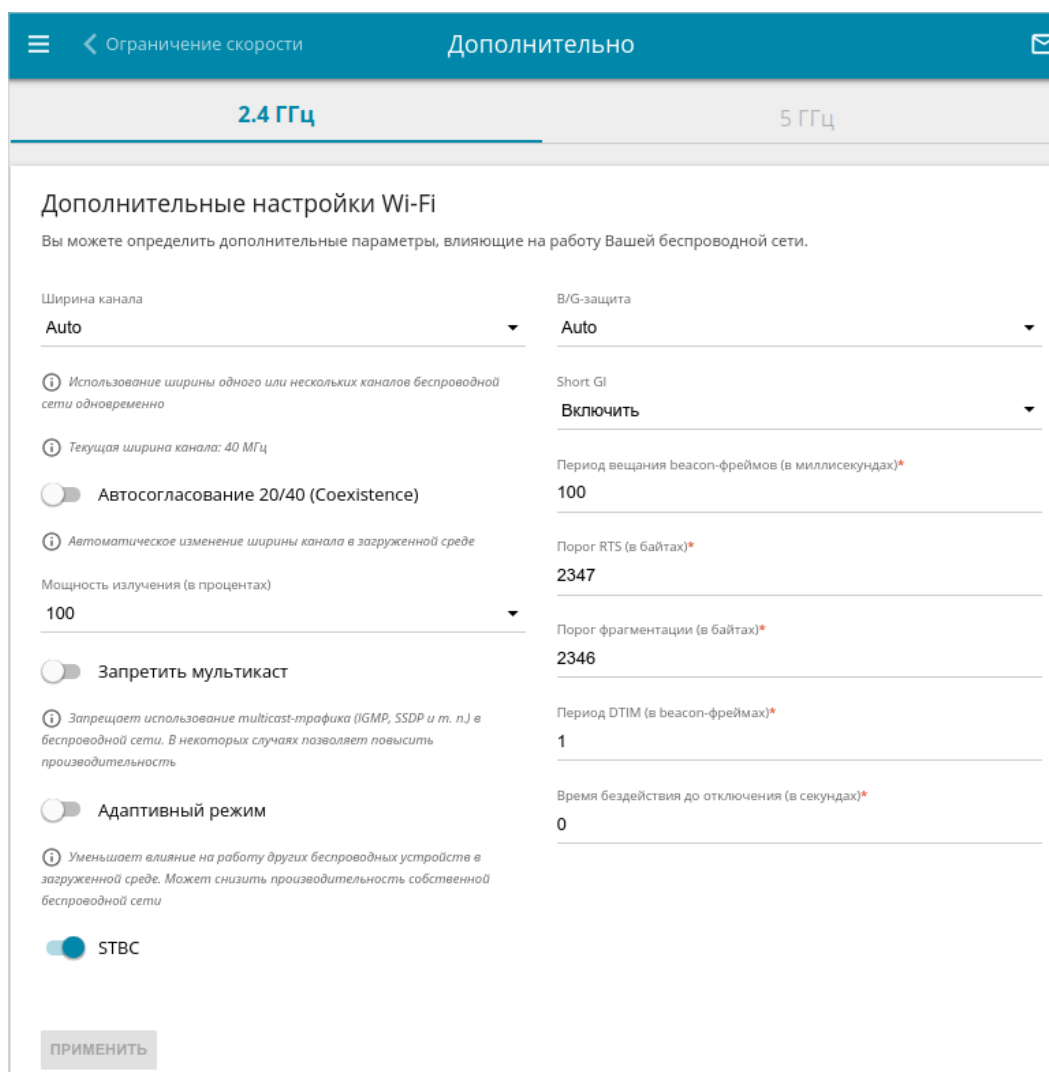 Ограничение скорости
Дополнительно
2.4 ГГц
5 ГГц
Дополнительные настройки Wi-Fi
Вы можете определить дополнительные параметры, влияющие на работу Вашей беспроводной сети.
Ширина канала
Auto
Использование ширины одного или нескольких каналов беспроводной
сети одновременно
Текущая ширина канала: 40 МГц
Автосогласование 20/40 (Coexistence)
Автоматическое изменение ширины канала в загруженной среде
Мощность излучения (в процентах)
100
Запретить мультикаст
Запрещает использование multicast-трафика (IGMP, SSDP и т. п.) в
беспроводной сети. В некоторых случаях позволяет повысить
производительность
Адаптивный режим
Уменьшает влияние на работу других беспроводных устройств в
загруженной среде. Может снизить производительность собственной
беспроводной сети
STBC
ПРИМЕНИТЬ
B/G-защита
Auto
Short GI
Включить
Период вещания beacon-фреймов (в миллисекундах)*
100
Порог RTS (в байтах)*
2347
Порог фрагментации (в байтах)*
2346
Период DTIM (в beacon-фреймах)*
1
Время бездействия до отключения (в секундах)*
0